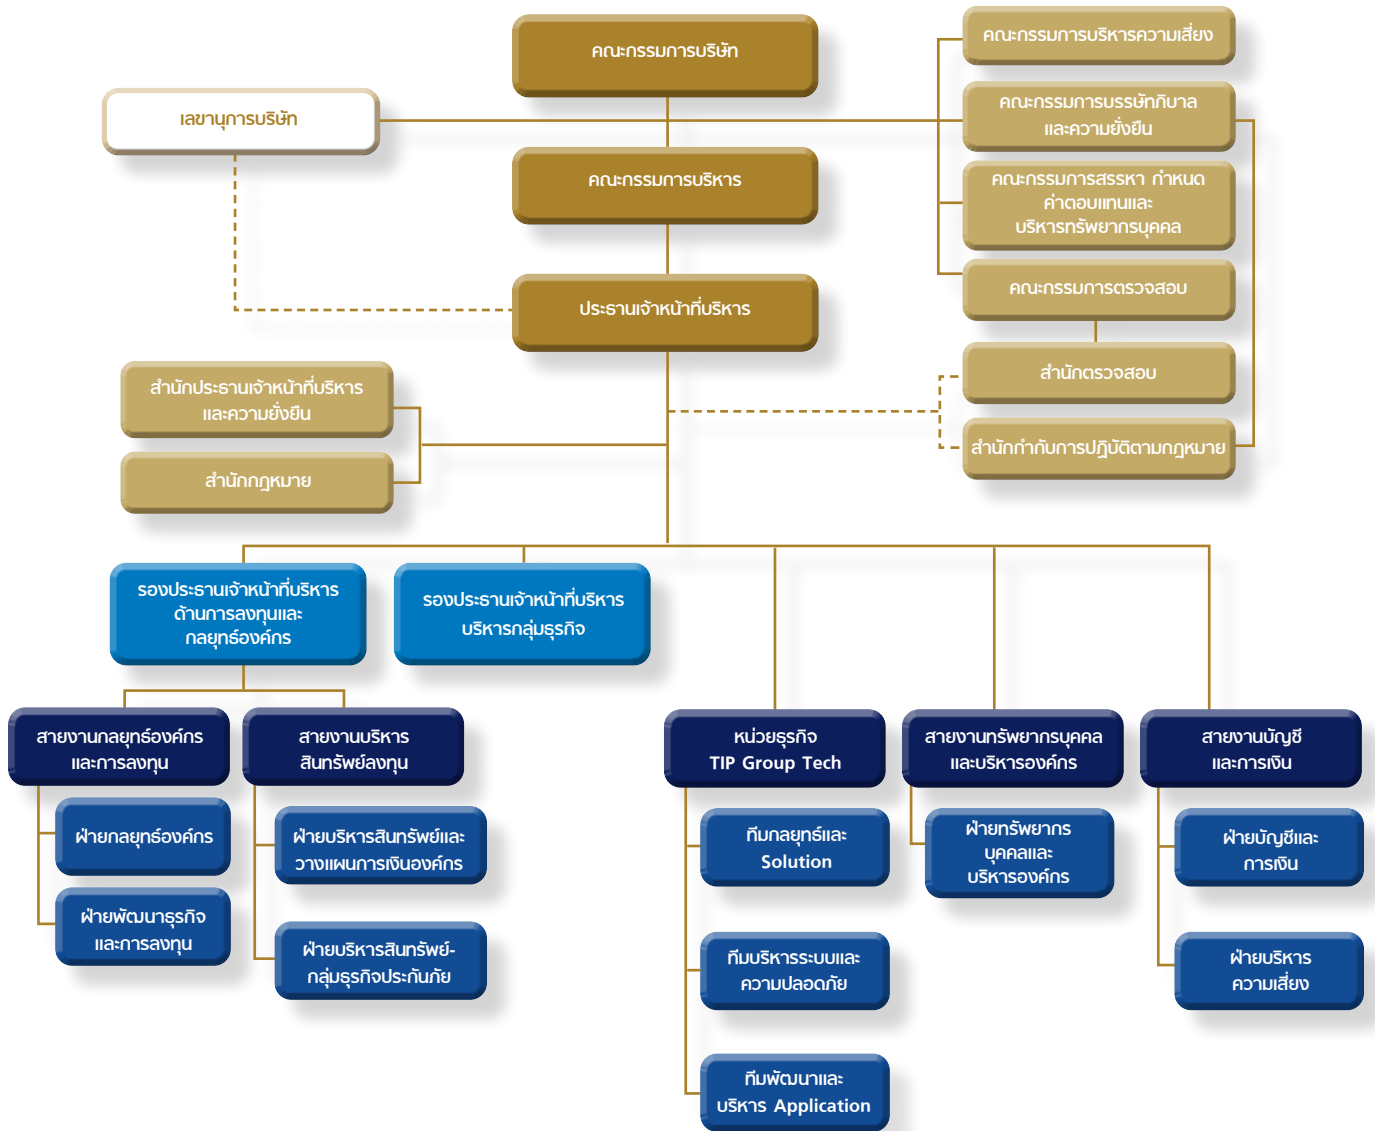 คณะกรรมการบริษัท
เลขานุการบริษัท
คณะกรรมการบริหาร
ประธานเจ้าหน้าที่บริหาร
คณะกรรมการบริหารความเสี่ยง
คณะกรรมการบรรษัทภิบาล
และความยั่งยืน
คณะกรรมการสรรหา กำหนด
ค่าตอบแทนและ
บริหารทรัพยากรบุคคล
คณะกรรมการตรวจสอบ
สำนักตรวจสอบ
สำนักกำกับการปฏิบัติตามกฎหมาย
สำนักประธานเจ้าหน้าที่บริหาร
และความยั่งยืน
สำนักกฎหมาย
รองประธานเจ้าหน้าที่บริหาร
ด้านการลงทุนและ
กลยุทธ์องค์กร
รองประธานเจ้าหน้าที่บริหาร
บริหารกลุ่มธุรกิจ
สายงานกลยุทธ์องค์กร
และการลงทุน
ฝ่ายกลยุทธ์องค์กร
ฝ่ายพัฒนาธุรกิจ
และการลงทุน
สายงานบริหาร
สินทรัพย์ลงทุน
ฝ่ายบริหารสินทรัพย์และ
วางแผนการเงินองค์กร
ฝ่ายบริหารสินทรัพย์-
กลุ่มธุรกิจประกันภัย
หน่วยธุรกิจ
TIP Group Tech
ทีมกลยุทธ์และ
Solution
ทีมบริหารระบบและ
ความปลอดภัย
ทีมพัฒนาและ
บริหาร Application
สายงานทรัพยากรบุคคล
และบริหารองค์กร
ฝ่ายทรัพยากร
บุคคลและ
บริหารองค์กร
สายงานบัญชี
และการเงิน
ฝ่ายบัญชีและ
การเงิน
ฝ่ายบริหาร
ความเสี่ยง